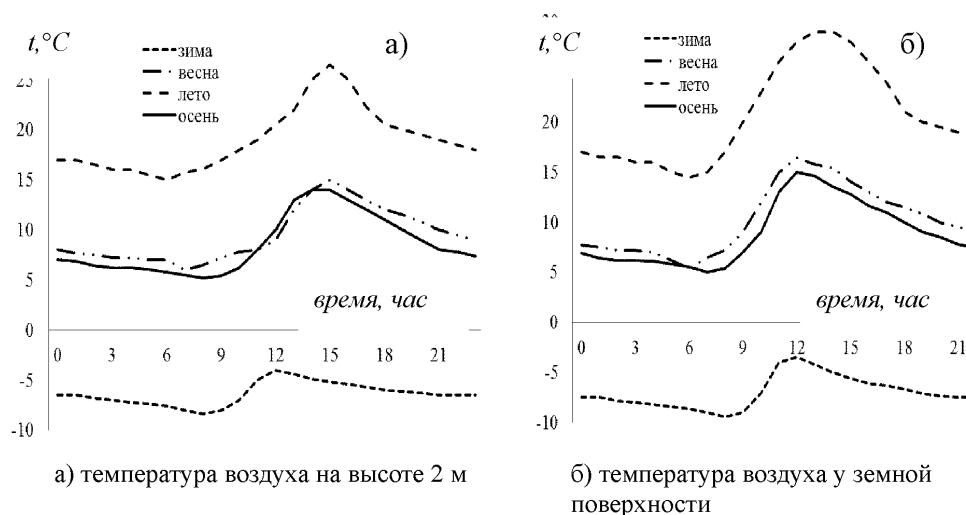 t,°C
а)
зима
весна
лето
осень
25
20
15
10
5
0
-5
-10
время, час
0 3 6 9 12 15 18 21
t,°C
б)
зима
весна
лето
осень
20
15
10
5
0
-5
-10
время, час
0 3 6 9 12 15 18 21
а) температура воздуха на высоте 2 м
б) температура воздуха у земной
поверхности